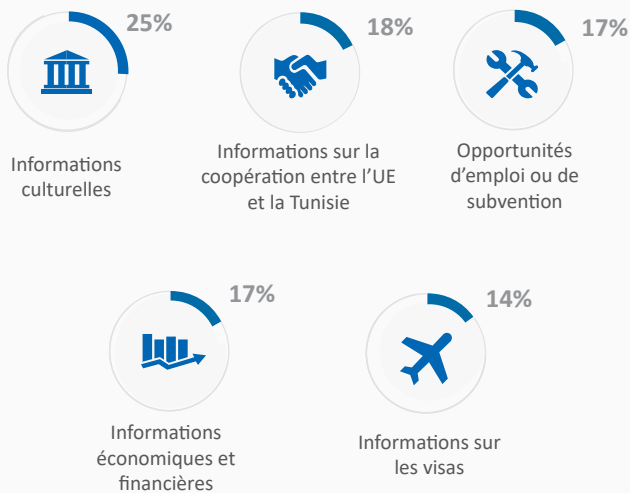 25%
Informations
culturelles
18%
Informations sur la
coopération entre l’UE
et la Tunisie
17%
Opportunités
d’emploi ou de
subvention
17%
Informations
économiques et
financières
14%
Informations sur
les visas